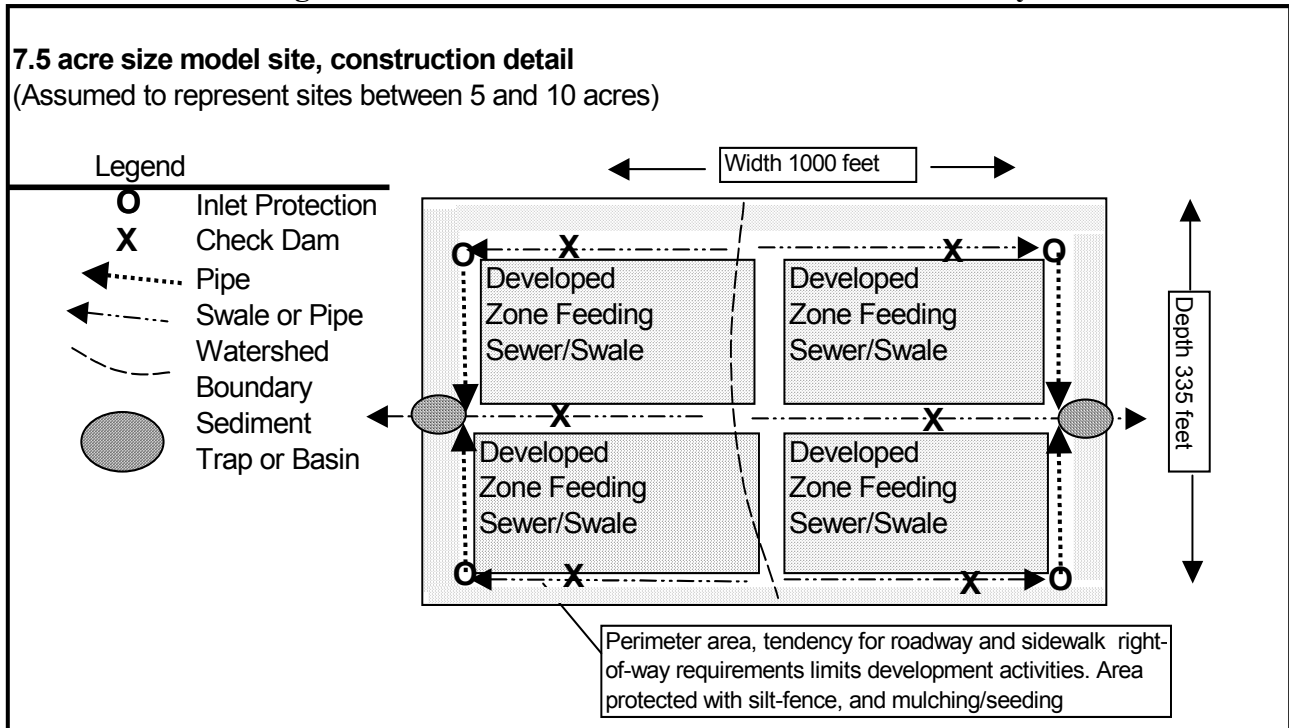 7.5 acre size model site, construction detail
(Assumed to represent sites between 5 and 10 acres)
Legend
O Inlet Protection
X Check Dam
Pipe
Swale or Pipe
Watershed
Boundary
Sediment
Trap or Basin
Width 1000 feet
Depth 335 feet
O X X O
Developed
Zone Feeding
Sewer/Swale
Developed
Zone Feeding
Sewer/Swale
X X
Developed
Zone Feeding
Sewer/Swale
Developed
Zone Feeding
Sewer/Swale
O X X O
Perimeter area, tendency for roadway and sidewalk right-
of-way requirements limits development activities. Area
protected with silt-fence, and mulching/seeding